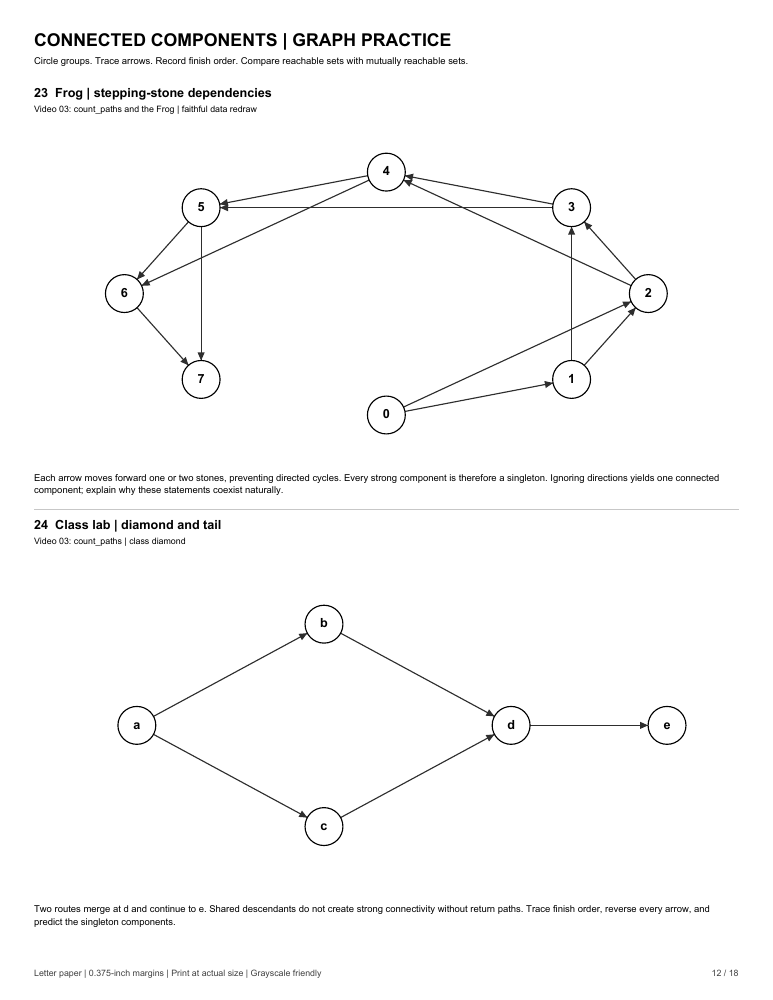 CONNECTED COMPONENTS | GRAPH PRACTICE
Circle groups. Trace arrows. Record finish order. Compare reachable sets with mutually reachable sets.
23 Frog | stepping-stone dependencies
Video 03: count_paths and the Frog | faithful data redraw
4
5
3
6
2
7
1
0
Each arrow moves forward one or two stones, preventing directed cycles. Every strong component is therefore a singleton. Ignoring directions yields one connected
component; explain why these statements coexist naturally.
24 Class lab | diamond and tail
Video 03: count_paths | class diamond
b
a
d
e
c
Two routes merge at d and continue to e. Shared descendants do not create strong connectivity without return paths. Trace finish order, reverse every arrow, and
predict the singleton components.
Letter paper | 0.375-inch margins | Print at actual size | Grayscale friendly
12 / 18